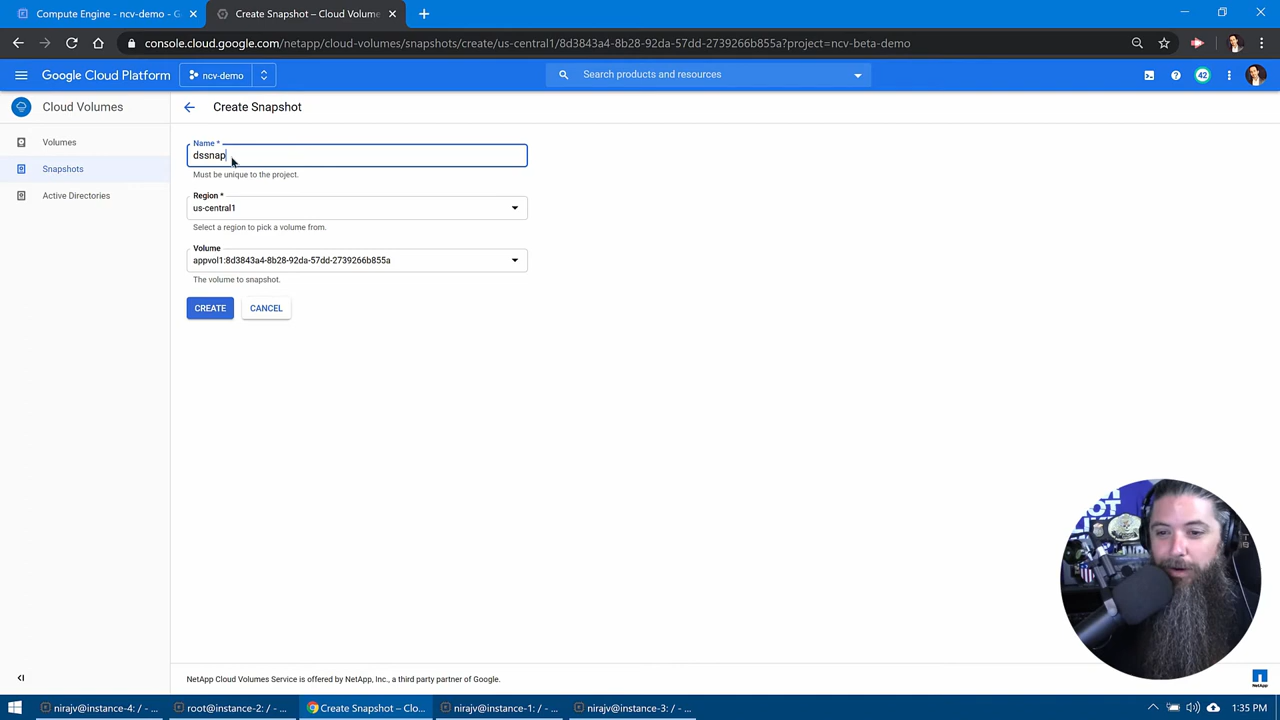 Compute Engine - ncv-demo - G
Create Snapshot – Cloud Volume
console.cloud.google.com/netapp/cloud-volumes/snapshots/create/us-central1/8d3843a4-8b28-92da-57dd-2739266b855a?project=ncv-beta-demo
Google Cloud Platform
ncv-demo
Search products and resources
42
Cloud Volumes
Create Snapshot
Volumes
Snapshots
Active Directories
Name *
dssnap
Must be unique to the project.
Region *
us-central1
Select a region to pick a volume from.
Volume
appvol1:8d3843a4-8b28-92da-57dd-2739266b855a
The volume to snapshot.
CREATE
CANCEL
NetApp Cloud Volumes Service is offered by NetApp, Inc., a third party partner of Google.
NetApp
nirajv@instance-4: / - ...
root@instance-2: / - ...
Create Snapshot – Clo...
nirajv@instance-1: / - ...
nirajv@instance-3: / - ...
1:35 PM